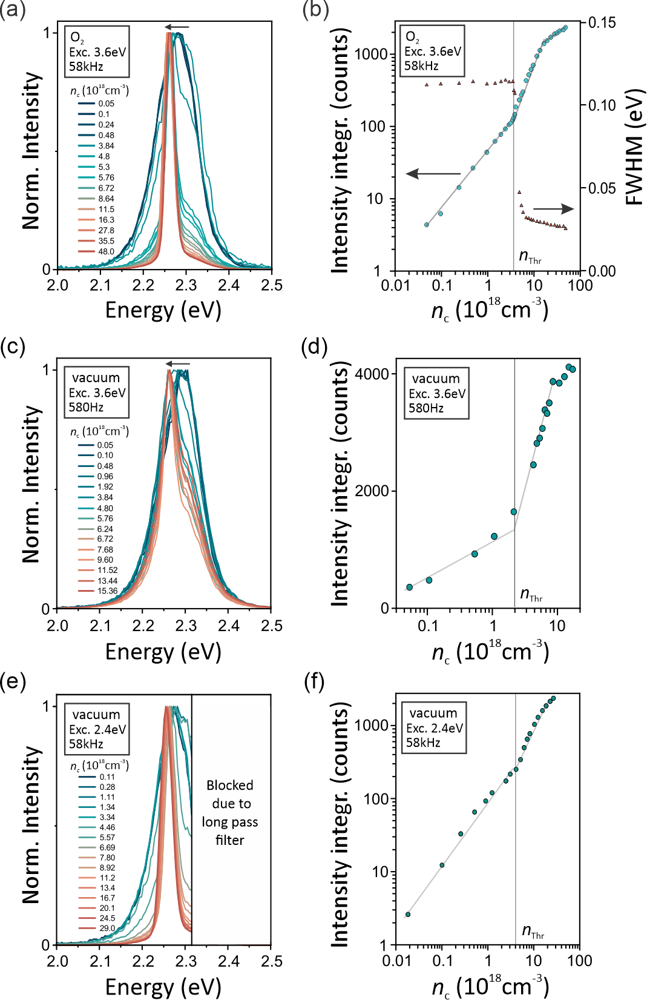 (a)
1
O2
Exc. 3.6eV
58kHz
nc (10^18cm^-3)
0.05
0.1
0.24
0.48
3.84
4.8
5.3
5.76
6.72
8.64
11.5
16.3
27.8
35.5
48.0
0
2.0 2.1 2.2 2.3 2.4 2.5
Norm. Intensity
Energy (eV)
(b)
O2
Exc. 3.6eV
58kHz
1000
100
10
1
0.15
0.10
0.05
0.00
nThr
0.01 0.1 1 10 100
Intensity integr. (counts)
FWHM (eV)
nc (10^18cm^-3)
(c)
1
vacuum
Exc. 3.6eV
580Hz
nc (10^18cm^-3)
0.05
0.10
0.48
0.96
1.92
3.84
4.80
5.76
6.24
6.72
7.68
9.60
11.52
13.44
15.36
0
2.0 2.1 2.2 2.3 2.4 2.5
Norm. Intensity
Energy (eV)
(d)
4000
vacuum
Exc. 3.6eV
580Hz
2000
0
nThr
0.1 1 10
Intensity integr. (counts)
nc (10^18cm^-3)
(e)
1
vacuum
Exc. 2.4eV
58kHz
nc (10^18cm^-3)
0.11
0.28
1.11
1.34
3.34
4.46
5.57
6.69
7.80
8.92
11.2
13.4
16.7
20.1
24.5
29.0
Blocked
due to
long pass
filter
0
2.0 2.1 2.2 2.3 2.4 2.5
Norm. Intensity
Energy (eV)
(f)
vacuum
Exc. 2.4eV
58kHz
1000
100
10
1
nThr
0.01 0.1 1 10 100
Intensity integr. (counts)
nc (10^18cm^-3)